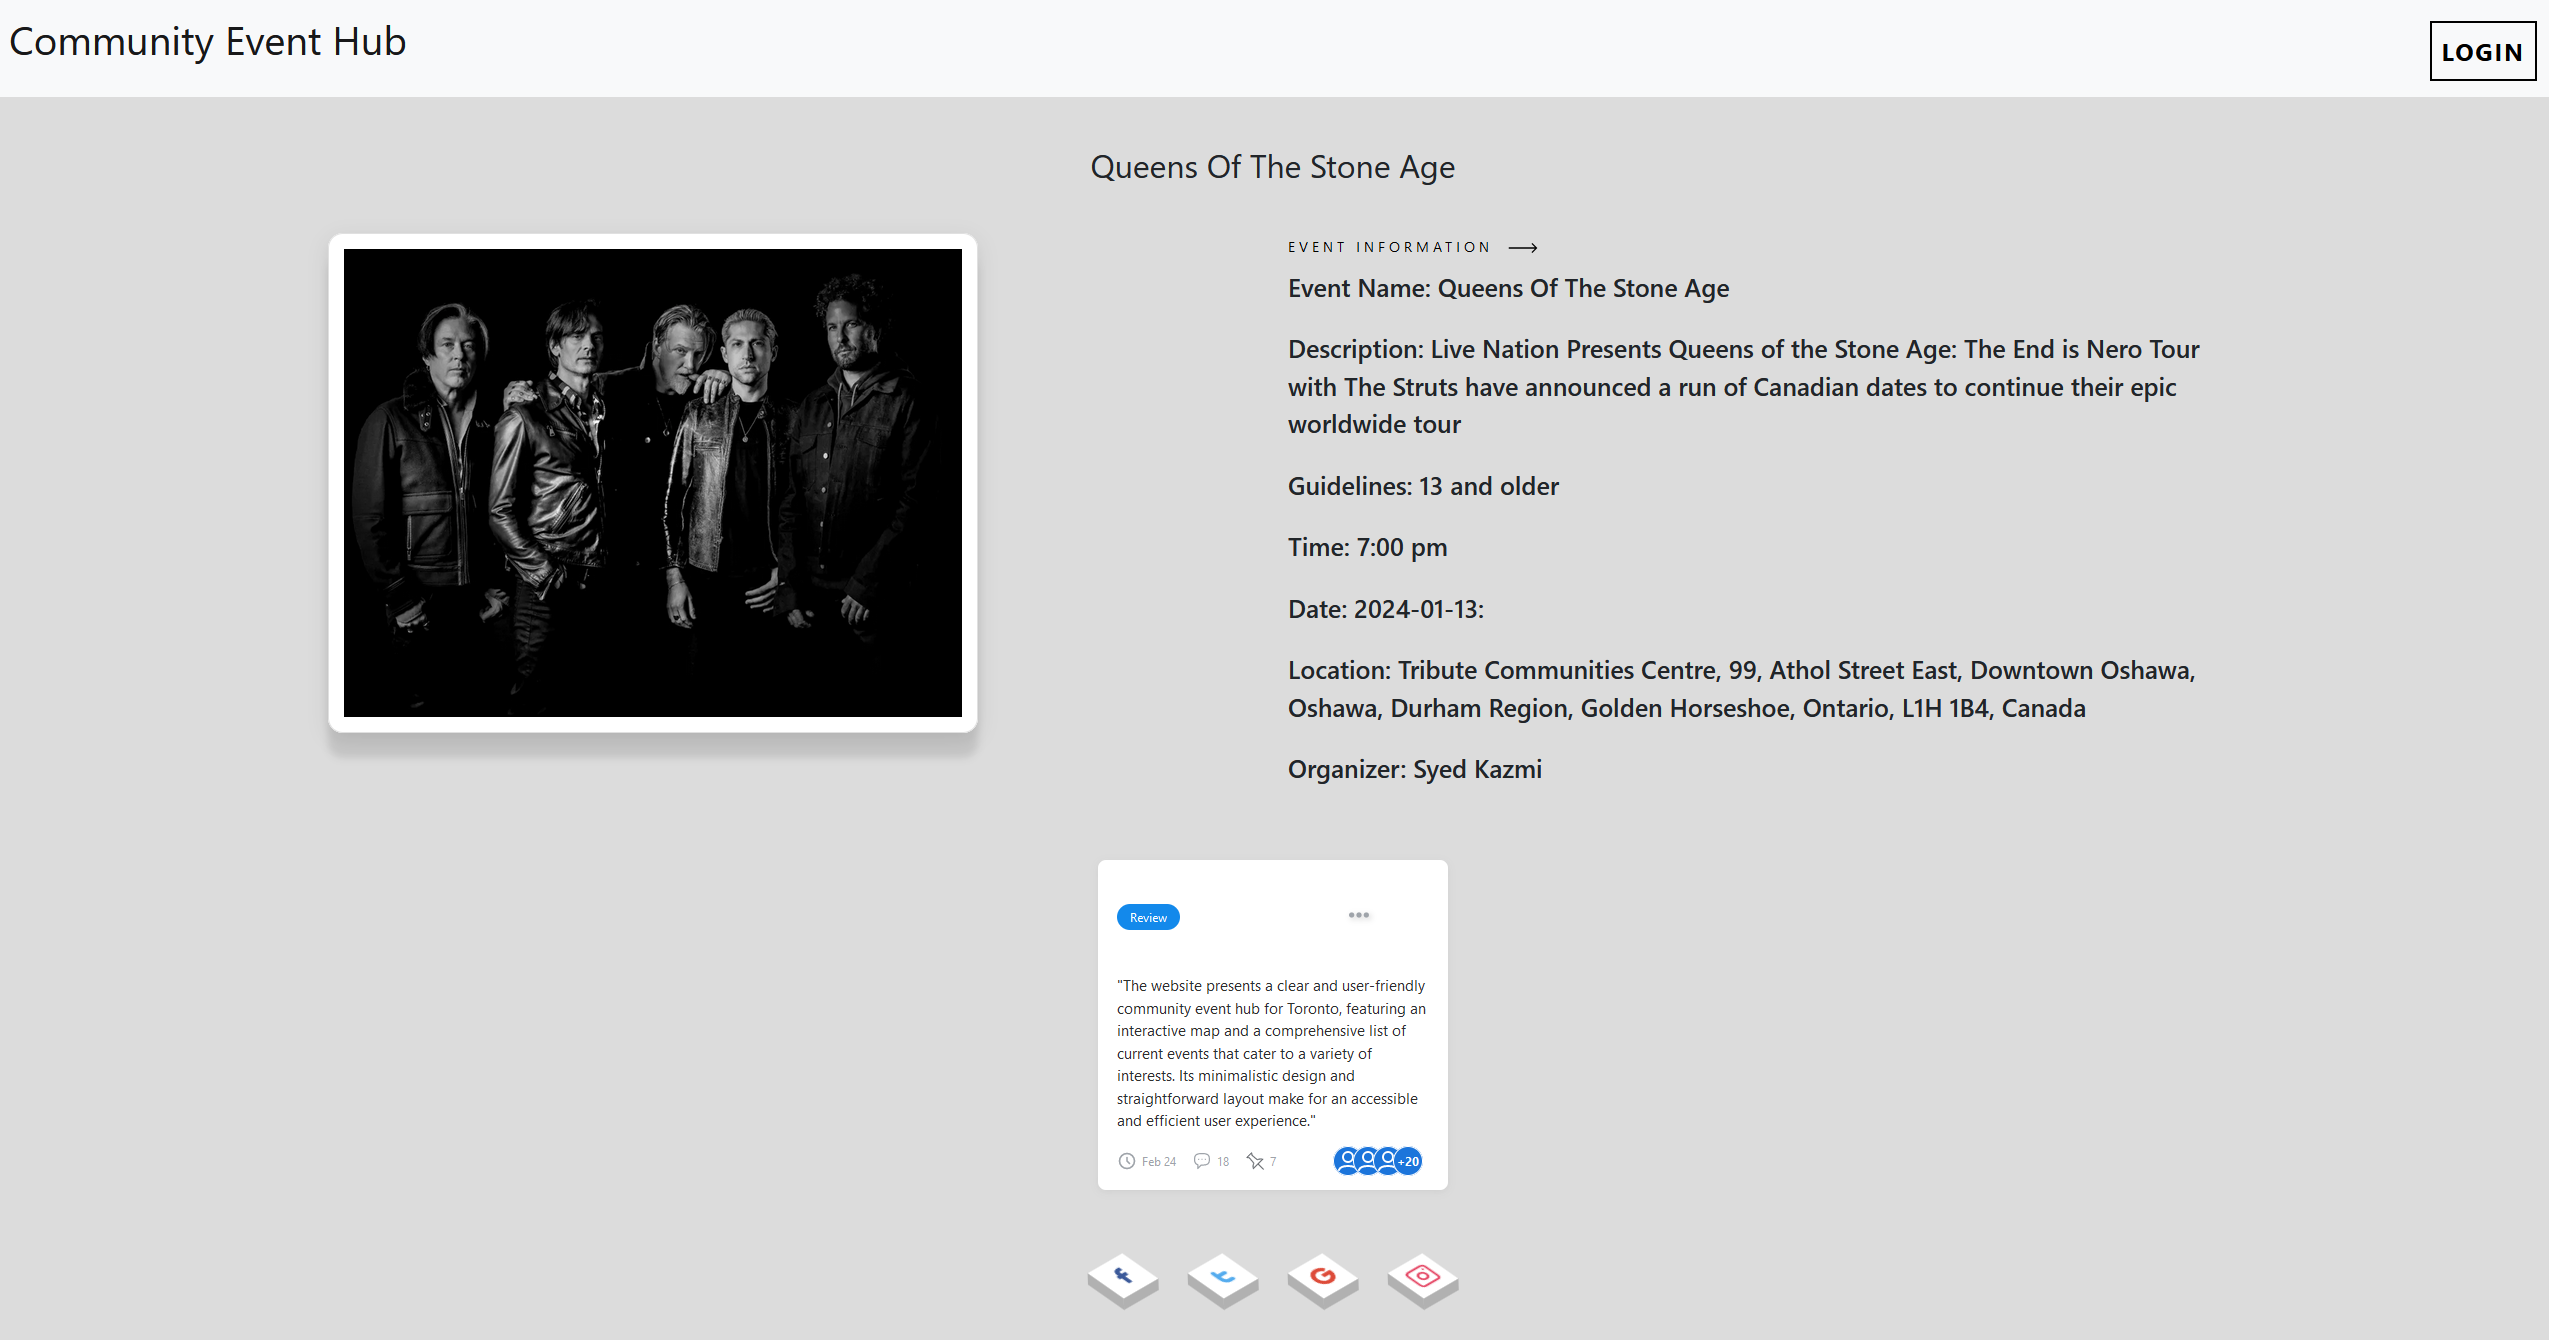 Community Event Hub
LOGIN
Queens Of The Stone Age
EVENT INFORMATION
Event Name: Queens Of The Stone Age
Description: Live Nation Presents Queens of the Stone Age: The End is Nero Tour
with The Struts have announced a run of Canadian dates to continue their epic
worldwide tour
Guidelines: 13 and older
Time: 7:00 pm
Date: 2024-01-13:
Location: Tribute Communities Centre, 99, Athol Street East, Downtown Oshawa,
Oshawa, Durham Region, Golden Horseshoe, Ontario, L1H 1B4, Canada
Organizer: Syed Kazmi
Review
"The website presents a clear and user-friendly
community event hub for Toronto, featuring an
interactive map and a comprehensive list of
current events that cater to a variety of
interests. Its minimalistic design and
straightforward layout make for an accessible
and efficient user experience."
Feb 24 18 7 +20